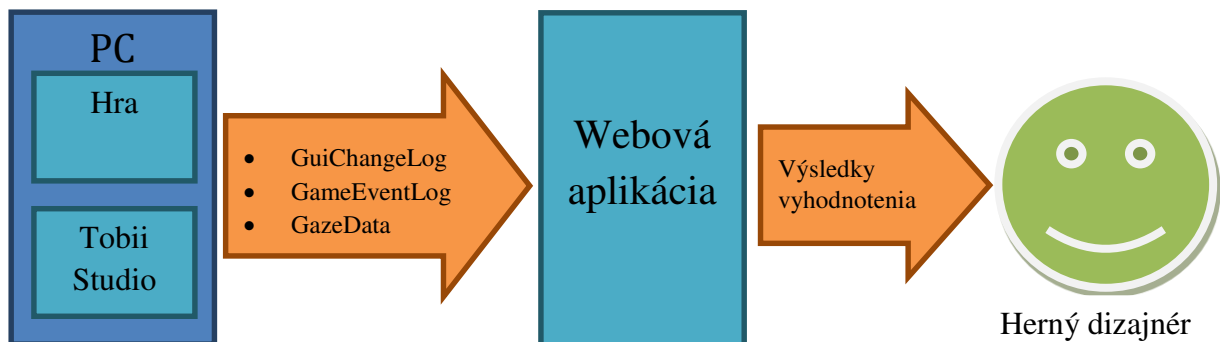 PC
Hra
Tobii
Studio
• GuiChangeLog
• GameEventLog
• GazeData
Webová
aplikácia
Výsledky
vyhodnotenia
Herný dizajnér